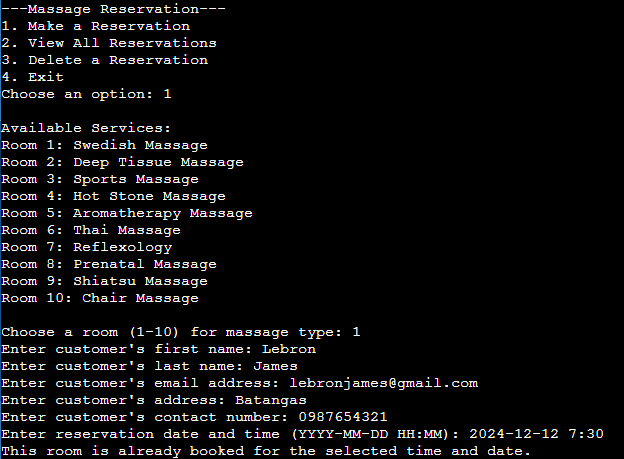 ---Massage Reservation---
1. Make a Reservation
2. View All Reservations
3. Delete a Reservation
4. Exit
Choose an option: 1
Available Services:
Room 1: Swedish Massage
Room 2: Deep Tissue Massage
Room 3: Sports Massage
Room 4: Hot Stone Massage
Room 5: Aromatherapy Massage
Room 6: Thai Massage
Room 7: Reflexology
Room 8: Prenatal Massage
Room 9: Shiatsu Massage
Room 10: Chair Massage
Choose a room (1-10) for massage type: 1
Enter customer's first name: Lebron
Enter customer's last name: James
Enter customer's email address: lebronjames@gmail.com
Enter customer's address: Batangas
Enter customer's contact number: 0987654321
Enter reservation date and time (YYYY-MM-DD HH:MM): 2024-12-12 7:30
This room is already booked for the selected time and date.